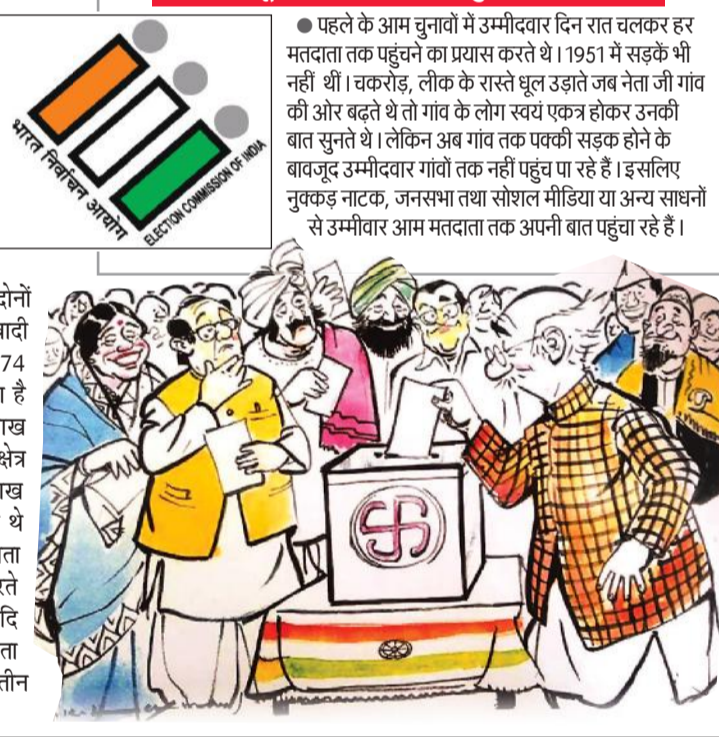 भारत निर्वाचन आयोग
ELECTION COMMISSION OF INDIA
● पहले के आम चुनावों में उम्मीदवार दिन रात चलकर हर
मतदाता तक पहुंचने का प्रयास करते थे। 1951 में सड़कें भी
नहीं थीं। चकरोड़, लीक के रास्ते धूल उड़ाते जब नेता जी गांव
की ओर बढ़ते थे तो गांव के लोग स्वयं एकत्र होकर उनकी
बात सुनते थे। लेकिन अब गांव तक पक्की सड़क होने के
बावजूद उम्मीदवार गांवों तक नहीं पहुंच पा रहे हैं। इसलिए
नुक्कड़ नाटक, जनसभा तथा सोशल मीडिया या अन्य साधनों
से उम्मीवार आम मतदाता तक अपनी बात पहुंचा रहे हैं।
दोनों
74
है
क्षेत्र
थे
तीन